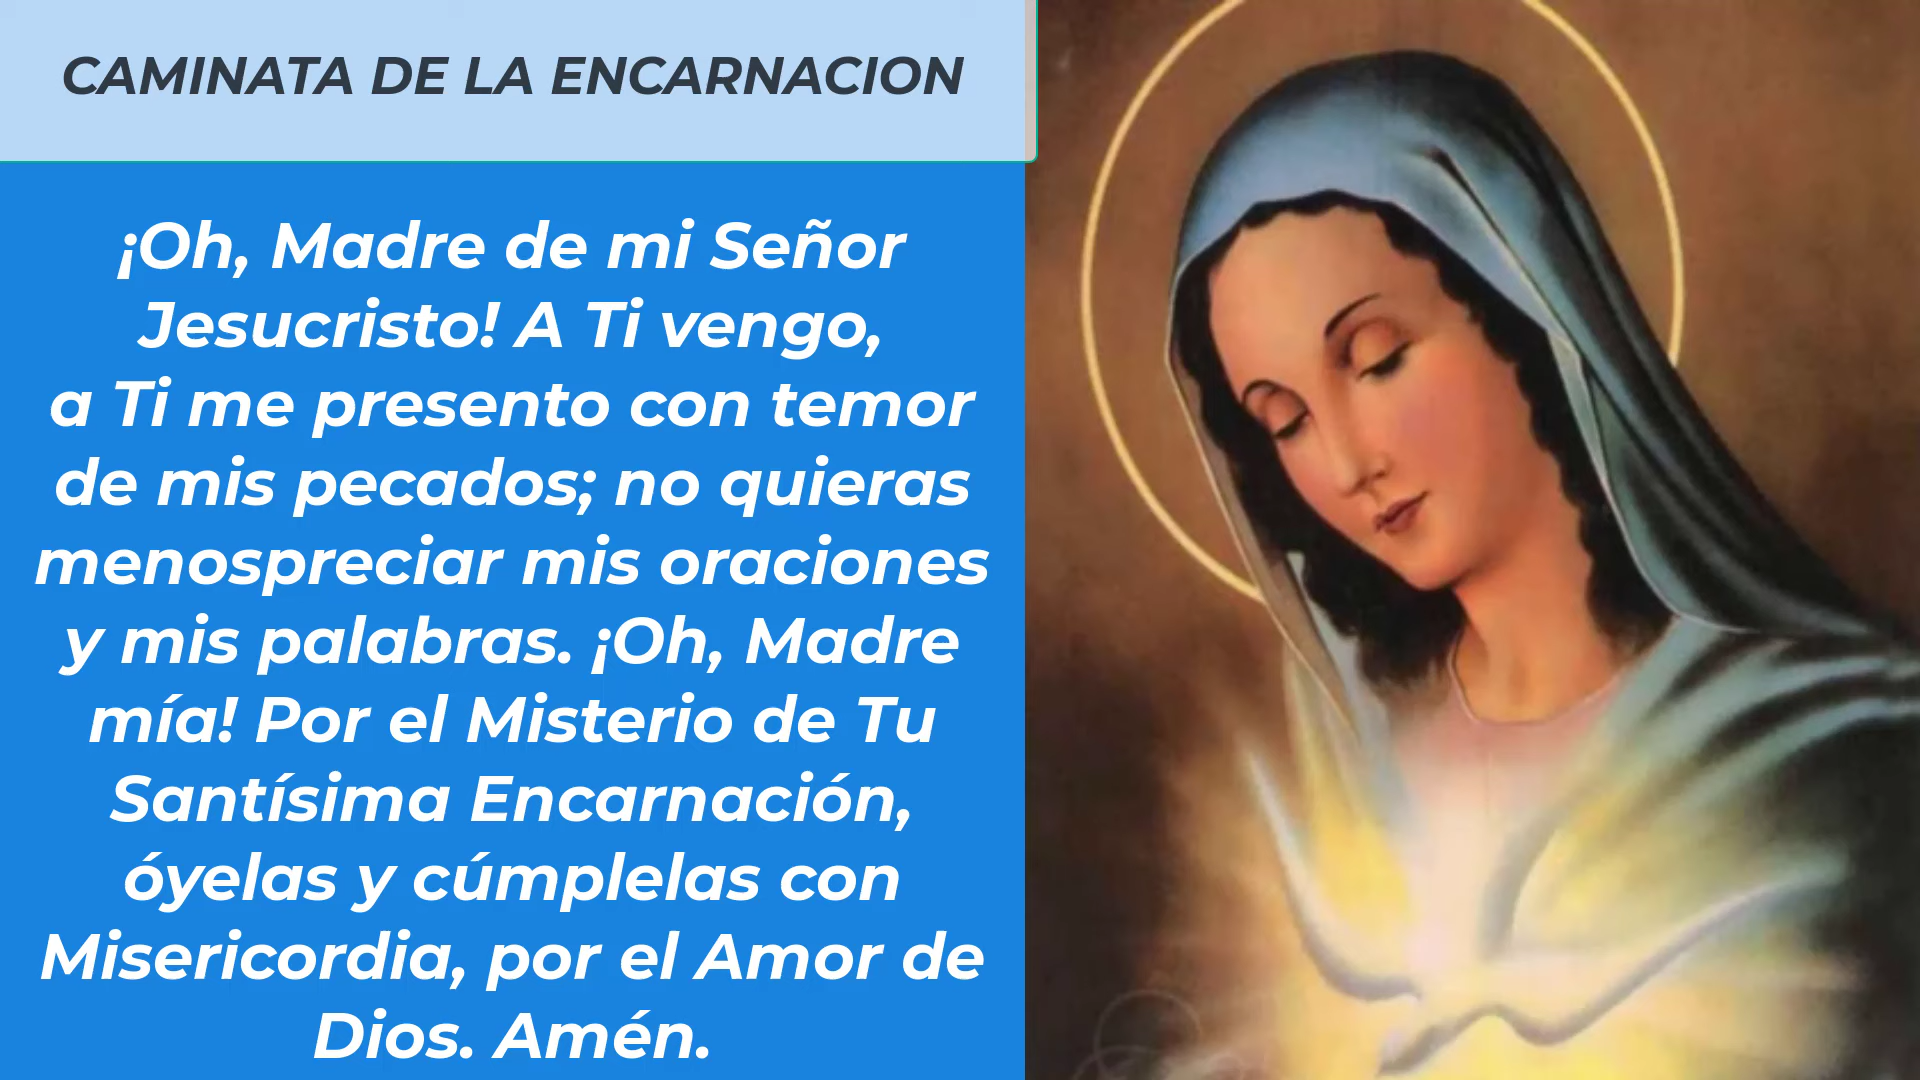 CAMINATA DE LA ENCARNACION
¡Oh, Madre de mi Señor
Jesucristo! A Ti vengo,
a Ti me presento con temor
de mis pecados; no quieras
menospreciar mis oraciones
y mis palabras. ¡Oh, Madre
mía! Por el Misterio de Tu
Santísima Encarnación,
óyelas y cúmplelas con
Misericordia, por el Amor de
Dios. Amén.